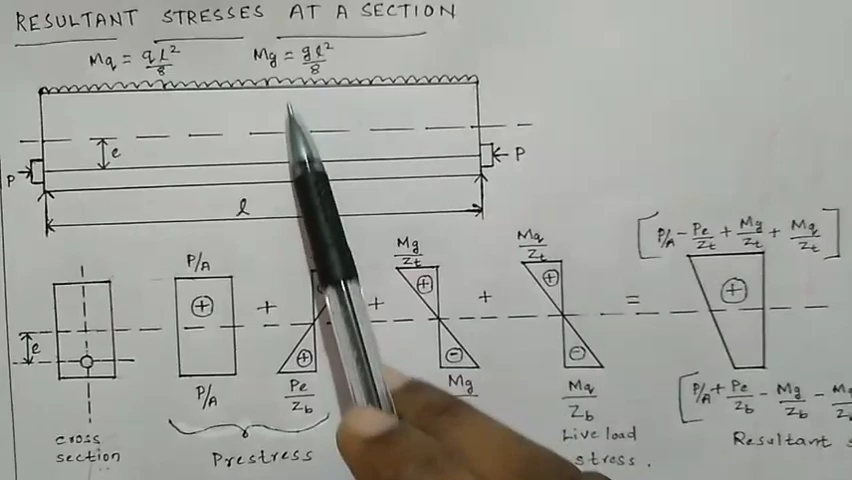 RESULTANT STRESSES AT A SECTION
Mq = ql²/8 Mg = gl²/8
e
P P
l
Mg/Zt Mq/Zt [P/A - Pe/Zt + Mg/Zt + Mq/Zt]
P/A
e + + + + + = +
+ - -
P/A Pe/Zb Mg Mq/Zb [P/A + Pe/Zb - Mg/Zb - M
cross
section
Prestress
Live load
stress.
Resultant